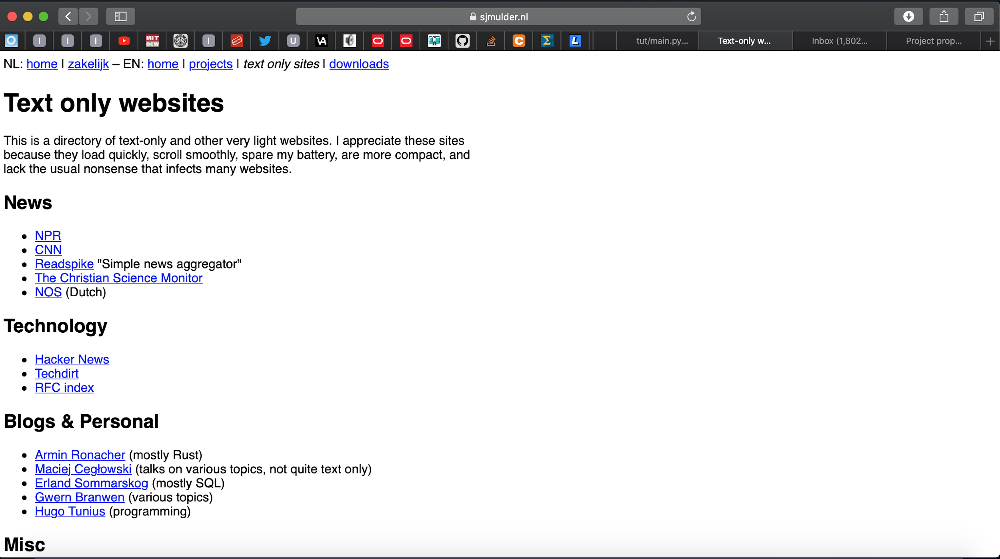 sjmulder.nl
I
I
I
MIT
OCW
I
U
C
Σ
L
tut/main.py...
Text-only w...
Inbox (1,802...
Project prop...
NL: home | zakelijk – EN: home | projects | text only sites | downloads
Text only websites
This is a directory of text-only and other very light websites. I appreciate these sites
because they load quickly, scroll smoothly, spare my battery, are more compact, and
lack the usual nonsense that infects many websites.
News
• NPR
• CNN
• Readspike "Simple news aggregator"
• The Christian Science Monitor
• NOS (Dutch)
Technology
• Hacker News
• Techdirt
• RFC index
Blogs & Personal
• Armin Ronacher (mostly Rust)
• Maciej Cegłowski (talks on various topics, not quite text only)
• Erland Sommarskog (mostly SQL)
• Gwern Branwen (various topics)
• Hugo Tunius (programming)
Misc